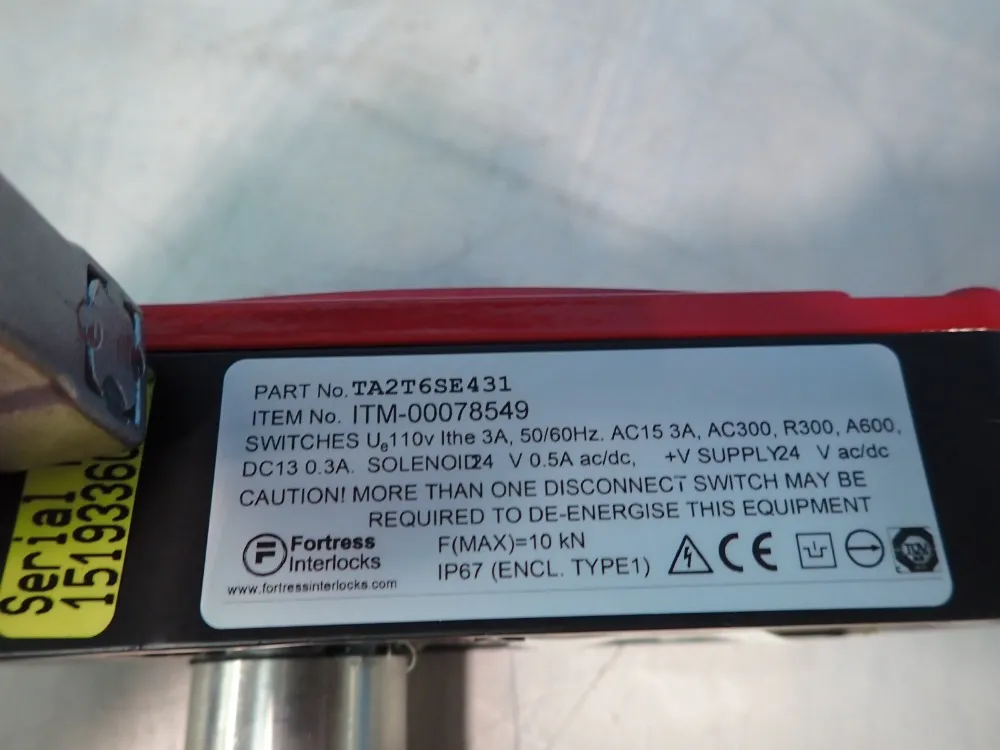 PART No. TA2T6SE431
ITEM No. ITM-00078549
SWITCHES Ue110v Ithe 3A, 50/60Hz. AC15 3A, AC300, R300, A600,
DC13 0.3A. SOLENOID24 V 0.5A ac/dc, +V SUPPLY24 V ac/dc
CAUTION! MORE THAN ONE DISCONNECT SWITCH MAY BE
REQUIRED TO DE-ENERGISE THIS EQUIPMENT
Fortress
Interlocks
www.fortressinterlocks.com
F(MAX)=10 kN
IP67 (ENCL. TYPE1)
CE
Serial